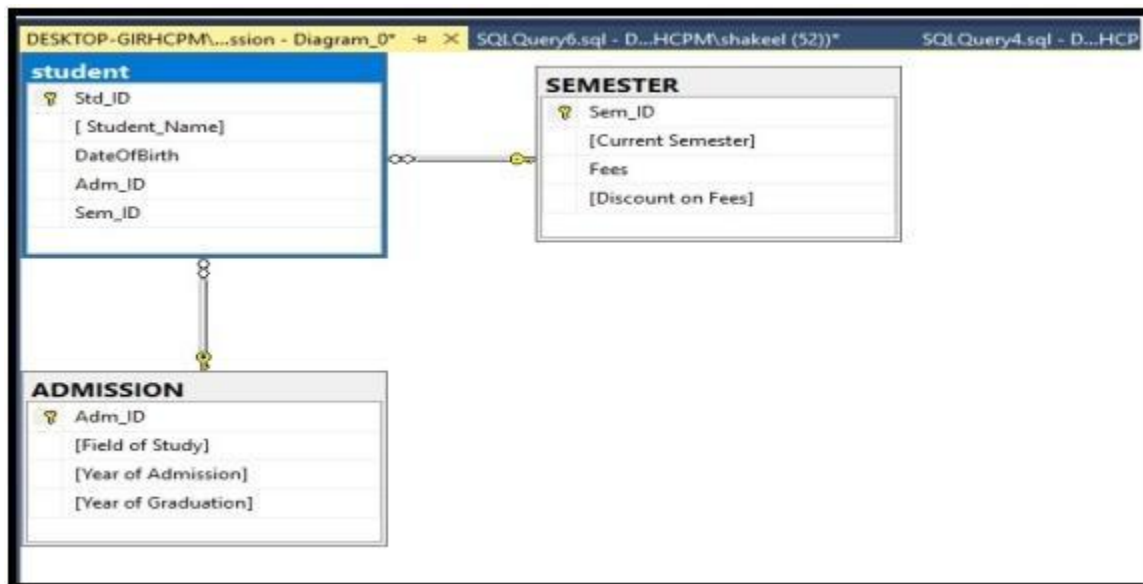 DESKTOP-GIRHCPM\...ssion - Diagram_0*
SQLQuery6.sql - D...HCPM\shakeel (52))*
SQLQuery4.sql - D...HCP
student
Std_ID
[ Student_Name]
DateOfBirth
Adm_ID
Sem_ID
SEMESTER
Sem_ID
[Current Semester]
Fees
[Discount on Fees]
ADMISSION
Adm_ID
[Field of Study]
[Year of Admission]
[Year of Graduation]